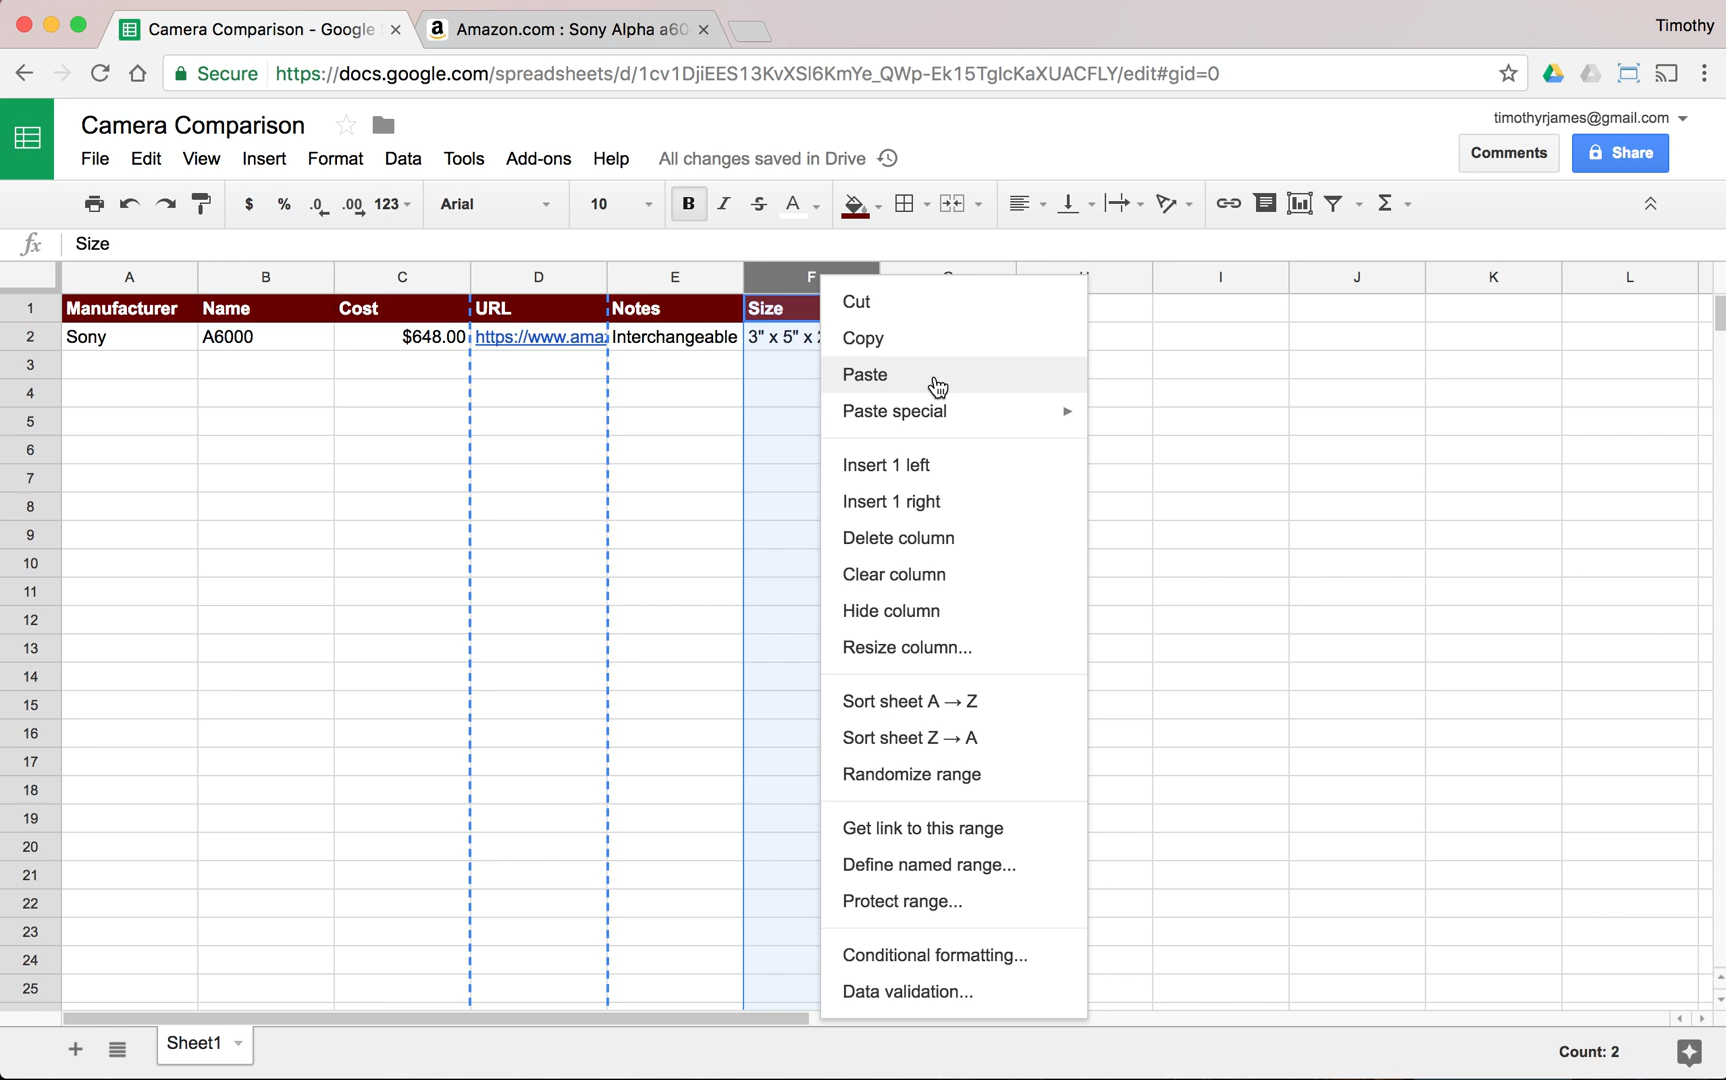 Camera Comparison - Google
Amazon.com : Sony Alpha a60
Timothy
Secure https://docs.google.com/spreadsheets/d/1cv1DjiEES13KvXSI6KmYe_QWp-Ek15TglcKaXUACFLY/edit#gid=0
Camera Comparison
timothyrjames@gmail.com
File Edit View Insert Format Data Tools Add-ons Help All changes saved in Drive
Comments Share
$ % .0 .00 123 Arial 10 B I S A
fx Size
A B C D E F I J K L
1 Manufacturer Name Cost URL Notes Size
2 Sony A6000 $648.00 https://www.ama Interchangeable 3" x 5" x
3
4
5
6
7
8
9
10
11
12
13
14
15
16
17
18
19
20
21
22
23
24
25
Cut
Copy
Paste
Paste special
Insert 1 left
Insert 1 right
Delete column
Clear column
Hide column
Resize column...
Sort sheet A → Z
Sort sheet Z → A
Randomize range
Get link to this range
Define named range...
Protect range...
Conditional formatting...
Data validation...
Sheet1
Count: 2